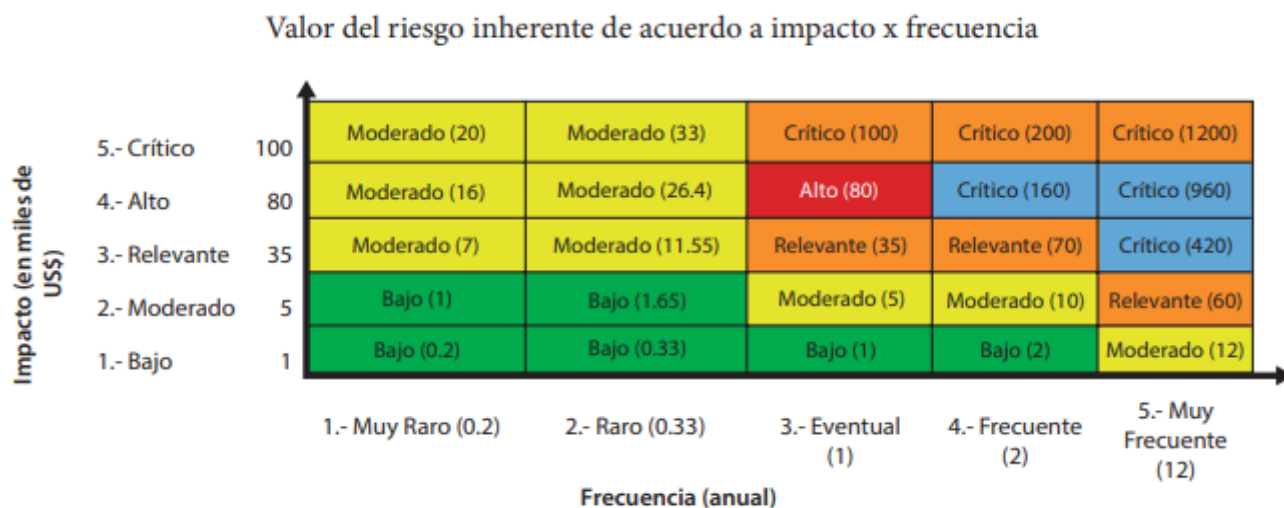 Valor del riesgo inherente de acuerdo a impacto x frecuencia
Impacto (en miles de
US$)
5.- Crítico 100 Moderado (20) Moderado (33) Crítico (100) Crítico (200) Crítico (1200)
4.- Alto 80 Moderado (16) Moderado (26.4) Alto (80) Crítico (160) Crítico (960)
3.- Relevante 35 Moderado (7) Moderado (11.55) Relevante (35) Relevante (70) Crítico (420)
2.- Moderado 5 Bajo (1) Bajo (1.65) Moderado (5) Moderado (10) Relevante (60)
1.- Bajo 1 Bajo (0.2) Bajo (0.33) Bajo (1) Bajo (2) Moderado (12)
1.- Muy Raro (0.2)
2.- Raro (0.33)
3.- Eventual
(1)
4.- Frecuente
(2)
5.- Muy
Frecuente
(12)
Frecuencia (anual)